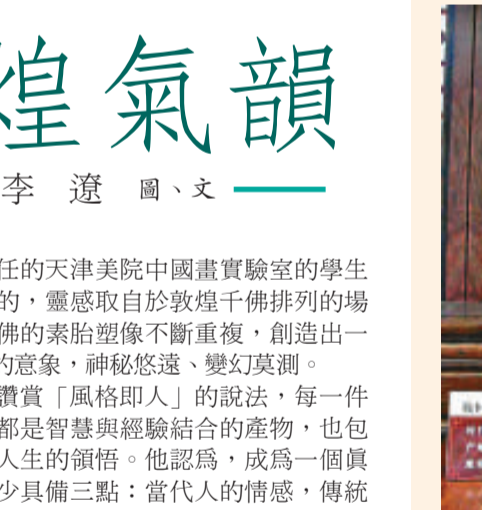 煌氣韻
李 遼 圖、文
任的天津美院中國畫實驗室的學生
的，靈感取自於敦煌千佛排列的場
佛的素胎塑像不斷重複，創造出一
的意象，神秘悠遠、變幻莫測。
讚賞「風格即人」的說法，每一件
都是智慧與經驗結合的產物，也包
人生的領悟。他認爲，成爲一個眞
少具備三點：當代人的情感，傳統